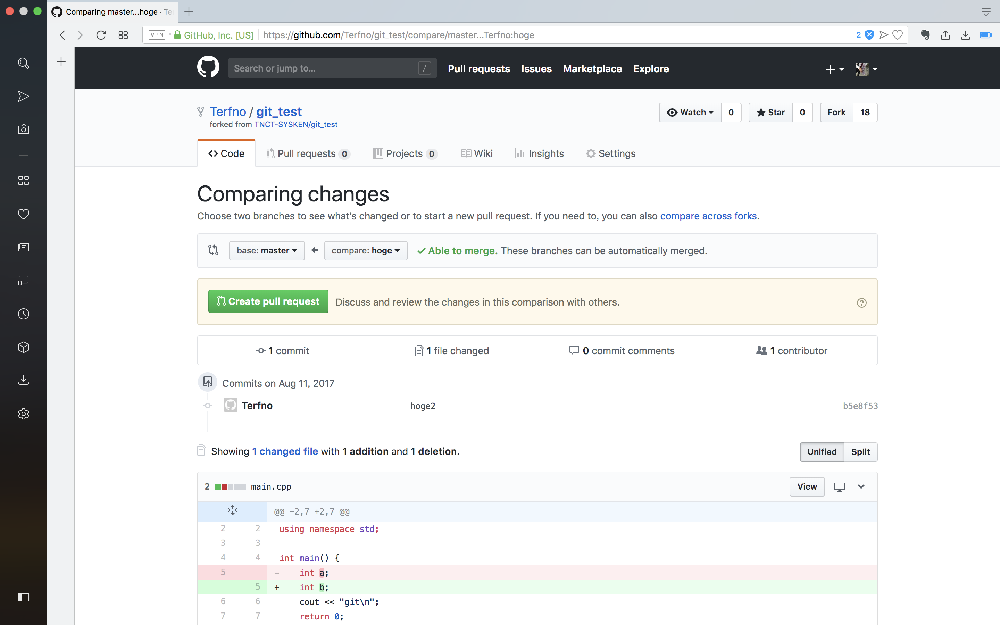 Comparing master...hoge · Te
VPN GitHub, Inc. [US] https://github.com/Terfno/git_test/compare/master...Terfno:hoge 2
Search or jump to... / Pull requests Issues Marketplace Explore
Terfno / git_test Watch 0 Star 0 Fork 18
forked from TNCT-SYSKEN/git_test
Code Pull requests 0 Projects 0 Wiki Insights Settings
Comparing changes
Choose two branches to see what’s changed or to start a new pull request. If you need to, you can also compare across forks.
base: master compare: hoge Able to merge. These branches can be automatically merged.
Create pull request Discuss and review the changes in this comparison with others.
1 commit 1 file changed 0 commit comments 1 contributor
Commits on Aug 11, 2017
Terfno hoge2 b5e8f53
Showing 1 changed file with 1 addition and 1 deletion. Unified Split
2 main.cpp View
@@ -2,7 +2,7 @@
2 2 using namespace std;
3 3
4 4 int main() {
5 - int a;
5 + int b;
6 6 cout << "git\n";
7 7 return 0;